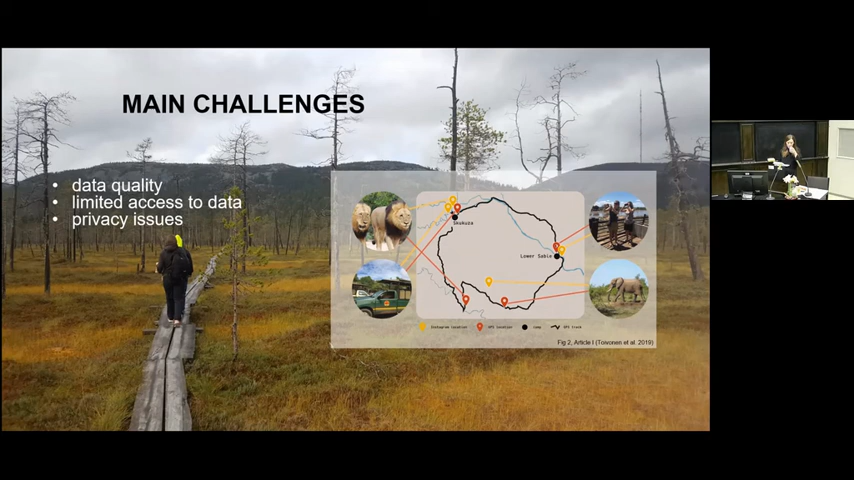 MAIN CHALLENGES
• data quality
• limited access to data
• privacy issues
Skukuza
Lower Sabie
Instagram location
GPS location
camp
GPS track
Fig 2, Article I (Toivonen et al. 2019)